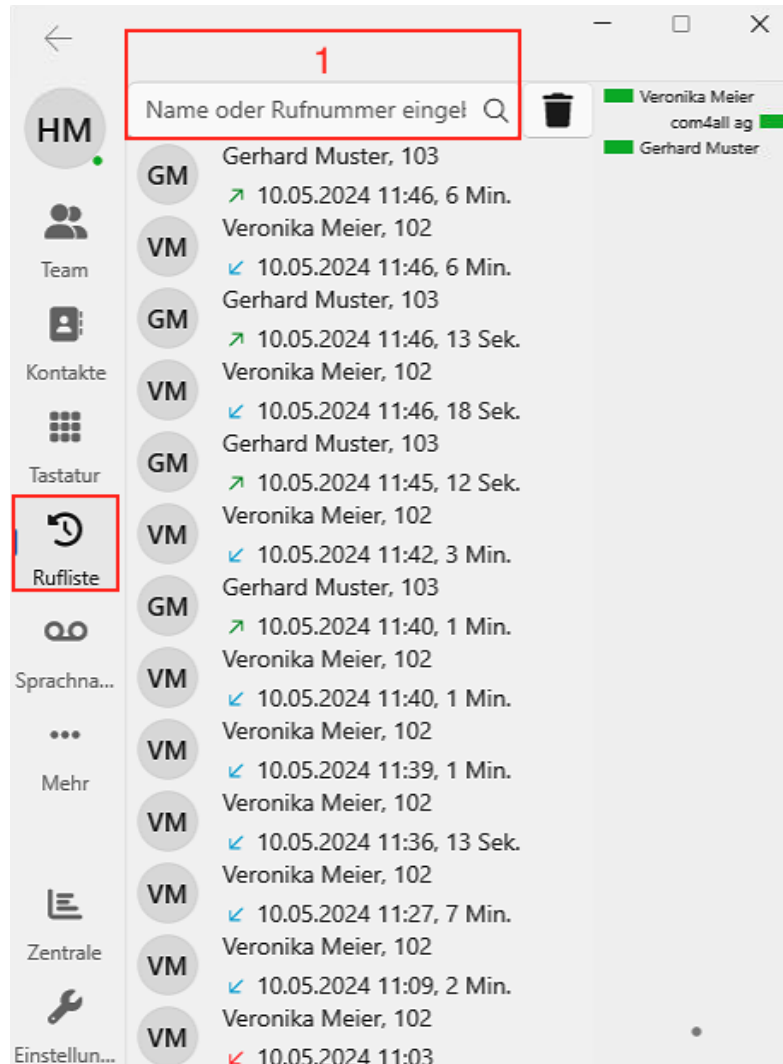 1
Name oder Rufnummer eingel
HM
Team
Kontakte
Tastatur
Rufliste
Sprachna...
Mehr
Zentrale
Einstellun...
GM
Gerhard Muster, 103
10.05.2024 11:46, 6 Min.
VM
Veronika Meier, 102
10.05.2024 11:46, 6 Min.
GM
Gerhard Muster, 103
10.05.2024 11:46, 13 Sek.
VM
Veronika Meier, 102
10.05.2024 11:46, 18 Sek.
GM
Gerhard Muster, 103
10.05.2024 11:45, 12 Sek.
VM
Veronika Meier, 102
10.05.2024 11:42, 3 Min.
GM
Gerhard Muster, 103
10.05.2024 11:40, 1 Min.
VM
Veronika Meier, 102
10.05.2024 11:40, 1 Min.
VM
Veronika Meier, 102
10.05.2024 11:39, 1 Min.
VM
Veronika Meier, 102
10.05.2024 11:36, 13 Sek.
VM
Veronika Meier, 102
10.05.2024 11:27, 7 Min.
VM
Veronika Meier, 102
10.05.2024 11:09, 2 Min.
VM
Veronika Meier, 102
10.05.2024 11:03
Veronika Meier
com4all ag
Gerhard Muster